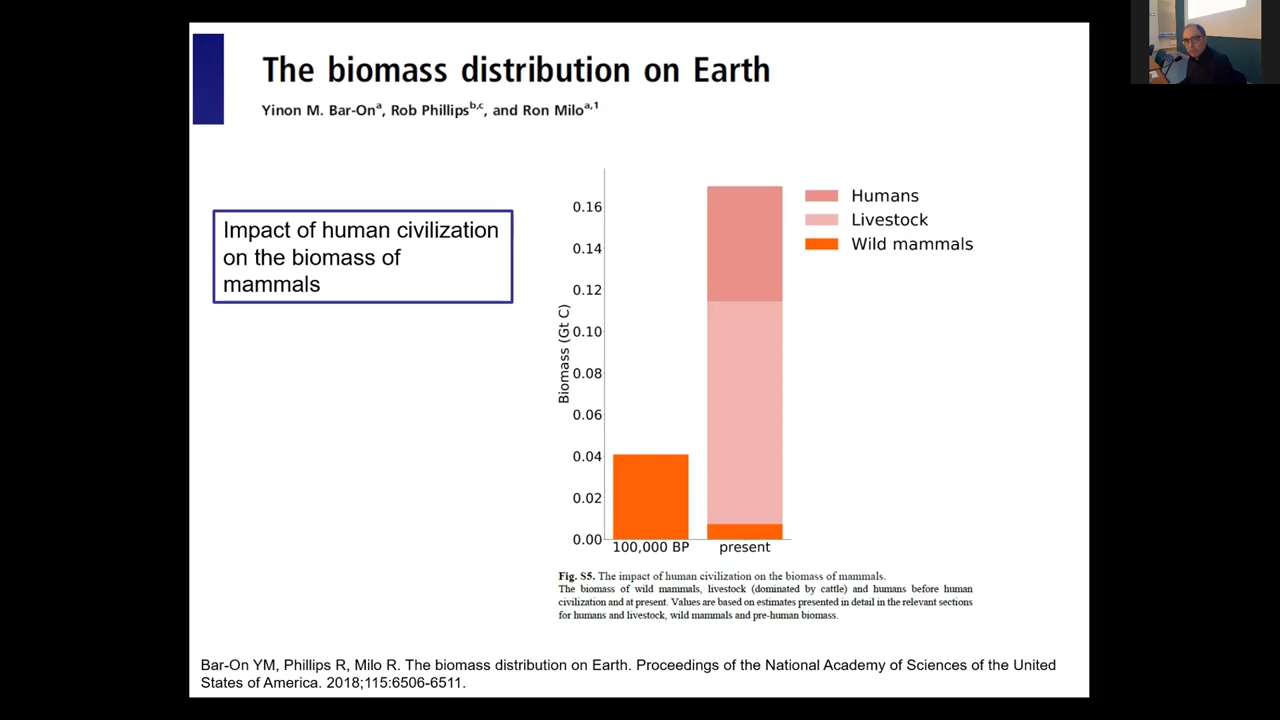 The biomass distribution on Earth
Yinon M. Bar-Onᵃ, Rob Phillipsᵇ,ᶜ, and Ron Miloᵃ,¹
Impact of human civilization
on the biomass of
mammals
Biomass (Gt C)
0.16
0.14
0.12
0.10
0.08
0.06
0.04
0.02
0.00
100,000 BP
present
Humans
Livestock
Wild mammals
Fig. S5. The impact of human civilization on the biomass of mammals.
The biomass of wild mammals, livestock (dominated by cattle) and humans before human
civilization and at present. Values are based on estimates presented in detail in the relevant sections
for humans and livestock, wild mammals and pre-human biomass.
Bar-On YM, Phillips R, Milo R. The biomass distribution on Earth. Proceedings of the National Academy of Sciences of the United
States of America. 2018;115:6506-6511.